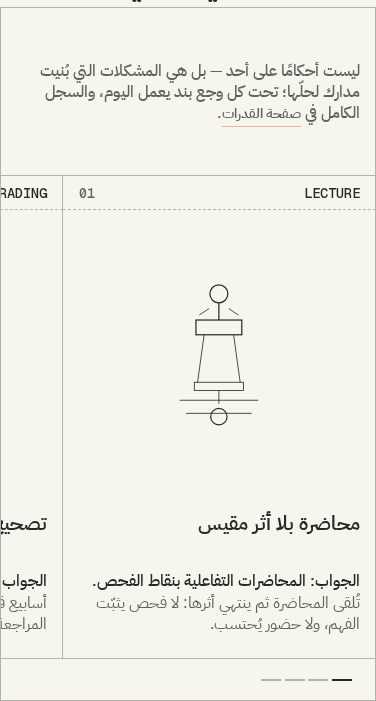 ليست أحكامًا على أحد — بل هي المشكلات التي بُنيت
مدارك لحلّها؛ تحت كل وجع بند يعمل اليوم، والسجل
الكامل في صفحة القدرات.
LECTURE
01
محاضرة بلا أثر مقيس
الجواب: المحاضرات التفاعلية بنقاط الفحص.
تُلقى المحاضرة ثم ينتهي أثرها: لا فحص يثبّت
الفهم، ولا حضور يُحتسب.
RADING
الجواب
أسابيع